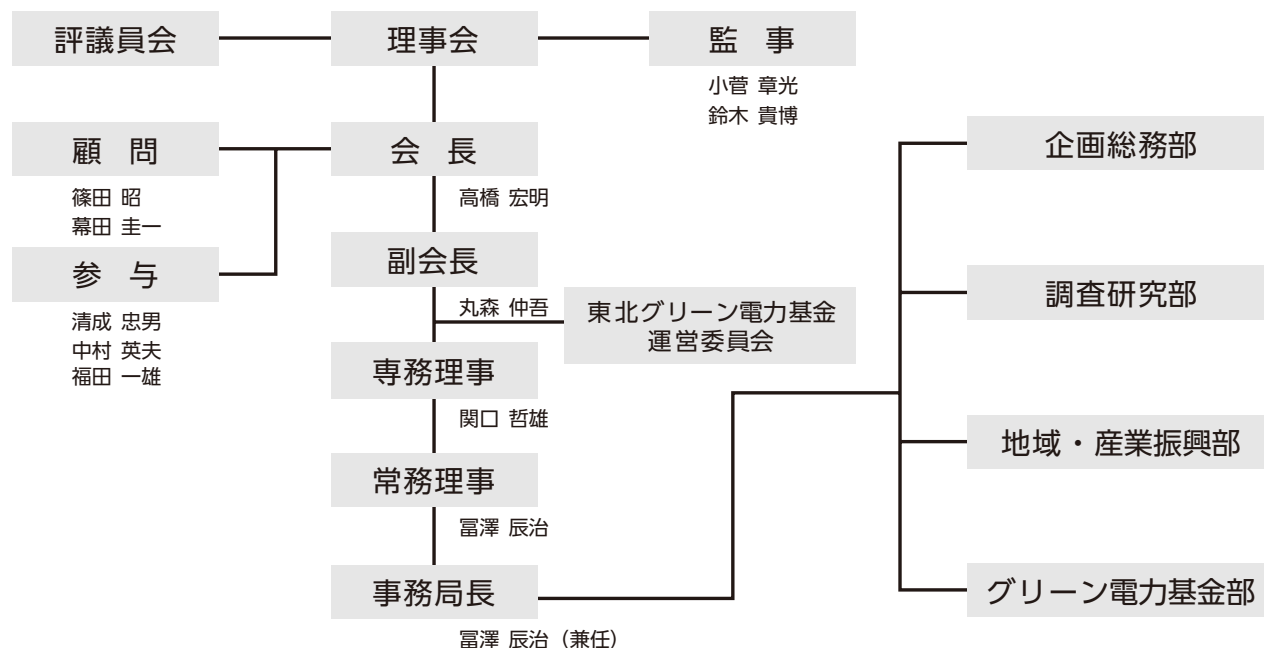 評議員会
理事会
監　事
小菅 章光
鈴木 貴博
顧　問
篠田 昭
幕田 圭一
会　長
高橋 宏明
参　与
清成 忠男
中村 英夫
福田 一雄
副会長
丸森 仲吾
東北グリーン電力基金
運営委員会
専務理事
関口 哲雄
常務理事
冨澤 辰治
事務局長
冨澤 辰治（兼任）
企画総務部
調査研究部
地域・産業振興部
グリーン電力基金部